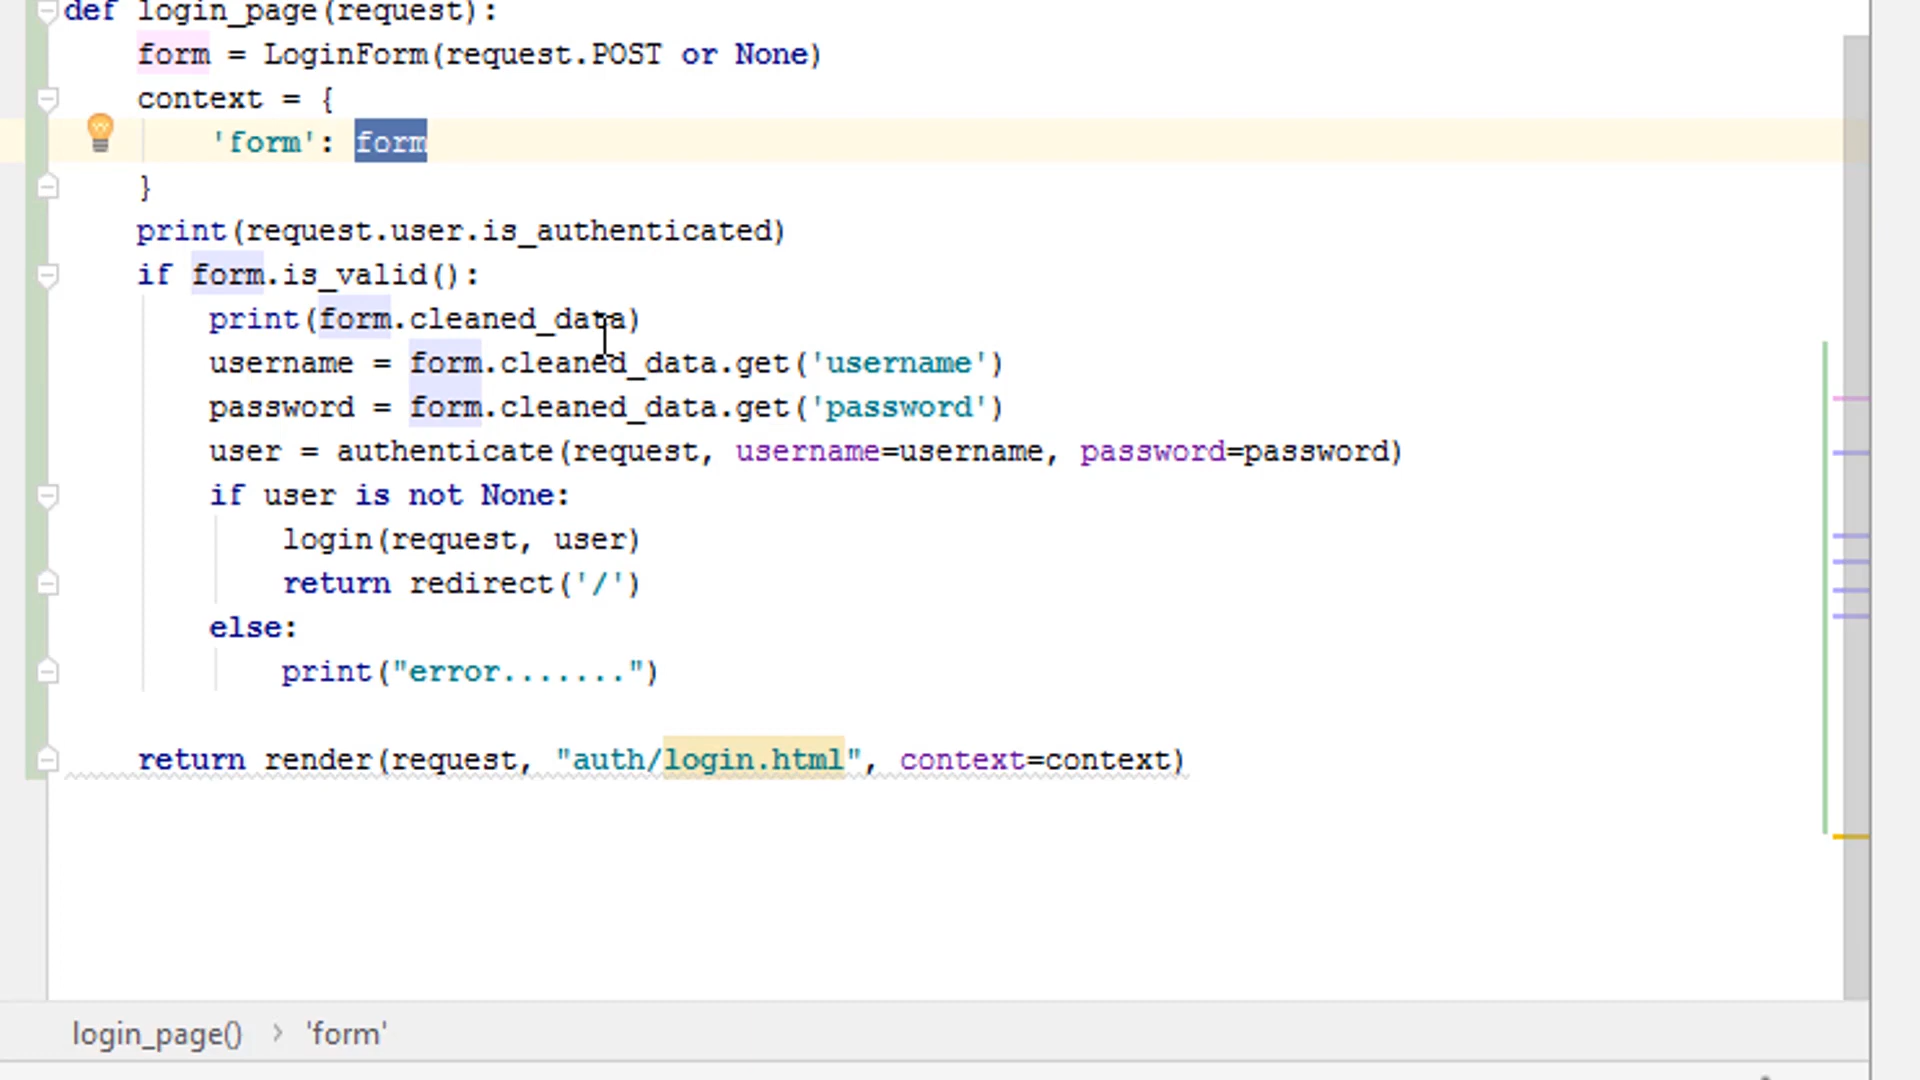 def login_page(request):
    form = LoginForm(request.POST or None)
    context = {
        'form': form
    }
    print(request.user.is_authenticated)
    if form.is_valid():
        print(form.cleaned_data)
        username = form.cleaned_data.get('username')
        password = form.cleaned_data.get('password')
        user = authenticate(request, username=username, password=password)
        if user is not None:
            login(request, user)
            return redirect('/')
        else:
            print("error.......")
    return render(request, "auth/login.html", context=context)
login_page() › 'form'